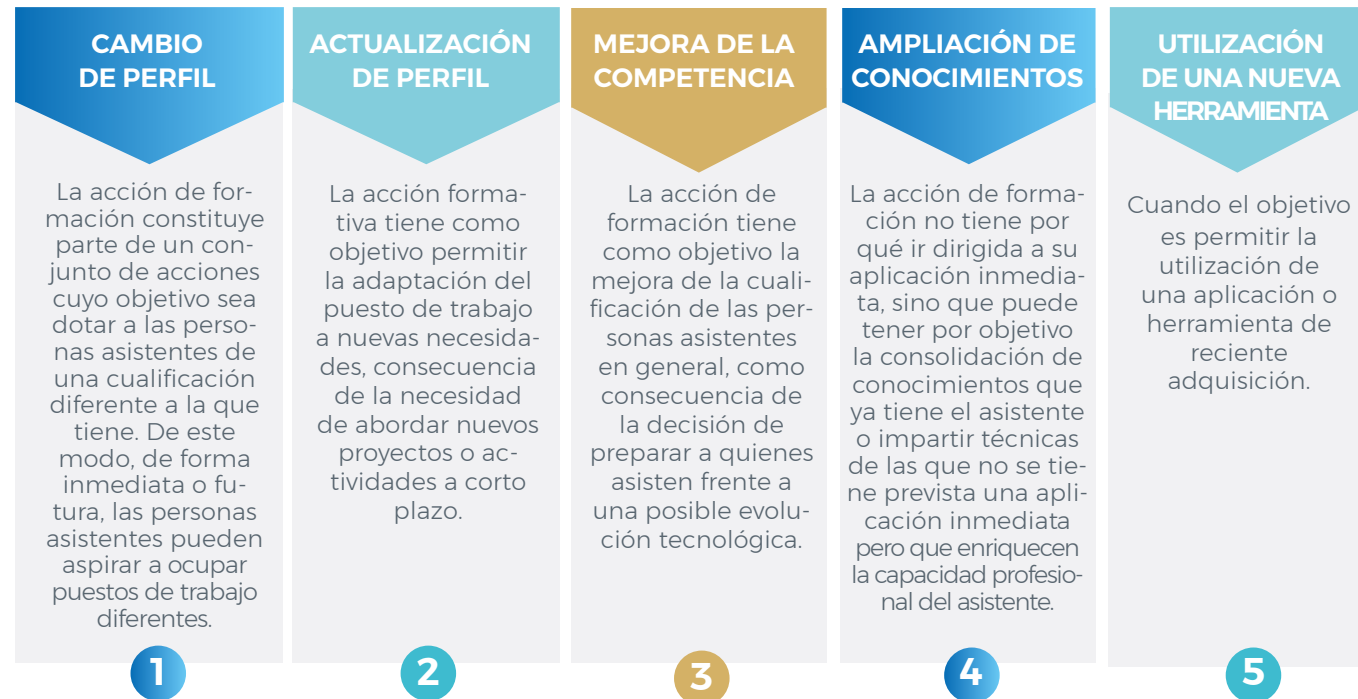 CAMBIO
DE PERFIL
La acción de for-
mación constituye
parte de un con-
junto de acciones
cuyo objetivo sea
dotar a las perso-
nas asistentes de
una cualificación
diferente a la que
tiene. De este
modo, de forma
inmediata o fu-
tura, las personas
asistentes pueden
aspirar a ocupar
puestos de trabajo
diferentes.
1
ACTUALIZACIÓN
DE PERFIL
La acción forma-
tiva tiene como
objetivo permitir
la adaptación del
puesto de trabajo
a nuevas necesida-
des, consecuencia
de la necesidad
de abordar nuevos
proyectos o ac-
tividades a corto
plazo.
2
MEJORA DE LA
COMPETENCIA
La acción de
formación tiene
como objetivo la
mejora de la cuali-
ficación de las per-
sonas asistentes
en general, como
consecuencia de
la decisión de
preparar a quienes
asisten frente a
una posible evolu-
ción tecnológica.
3
AMPLIACIÓN DE
CONOCIMIENTOS
La acción de forma-
ción no tiene por
qué ir dirigida a su
aplicación inmedia-
ta, sino que puede
tener por objetivo
la consolidación de
conocimientos que
ya tiene el asistente
o impartir técnicas
de las que no se tie-
ne prevista una apli-
cación inmediata
pero que enriquecen
la capacidad profesio-
nal del asistente.
4
UTILIZACIÓN
DE UNA NUEVA
HERRAMIENTA
Cuando el objetivo
es permitir la
utilización de
una aplicación o
herramienta de
reciente
adquisición.
5